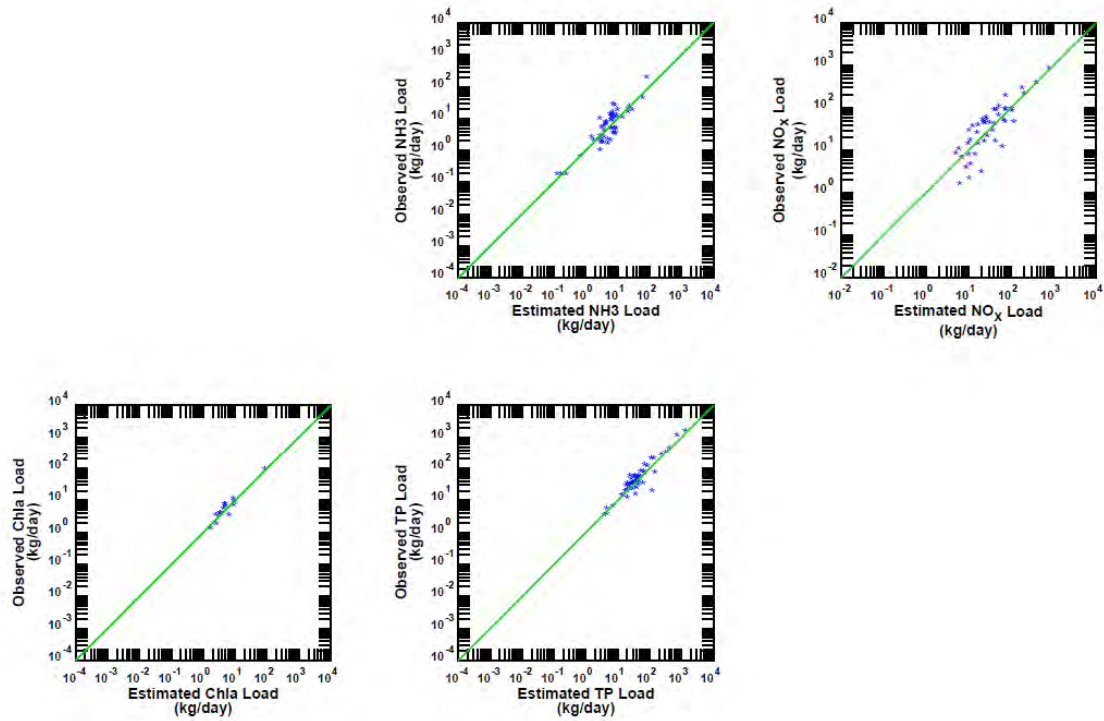 Observed NH3 Load
(kg/day)
10^4
10^3
10^2
10^1
10^0
10^-1
10^-2
10^-3
10^-4
10^-4 10^-3 10^-2 10^-1 10^0 10^1 10^2 10^3 10^4
Estimated NH3 Load
(kg/day)
Observed NOX Load
(kg/day)
10^4
10^3
10^2
10^1
10^0
10^-1
10^-2
10^-2 10^-1 10^0 10^1 10^2 10^3 10^4
Estimated NOX Load
(kg/day)
Observed Chla Load
(kg/day)
10^4
10^3
10^2
10^1
10^0
10^-1
10^-2
10^-3
10^-4
10^-4 10^-3 10^-2 10^-1 10^0 10^1 10^2 10^3 10^4
Estimated Chla Load
(kg/day)
Observed TP Load
(kg/day)
10^4
10^3
10^2
10^1
10^0
10^-1
10^-2
10^-3
10^-4
10^-4 10^-3 10^-2 10^-1 10^0 10^1 10^2 10^3 10^4
Estimated TP Load
(kg/day)